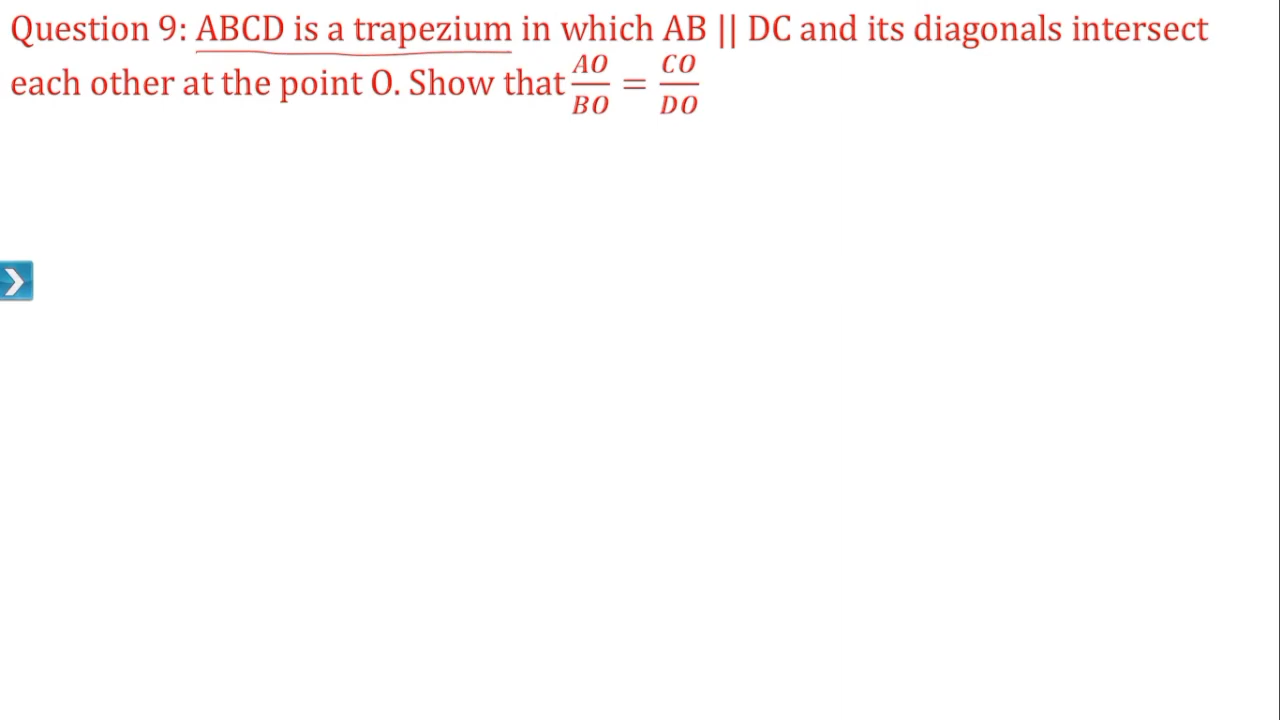 Question 9: ABCD is a trapezium in which AB || DC and its diagonals intersect
each other at the point O. Show that AO/BO = CO/DO